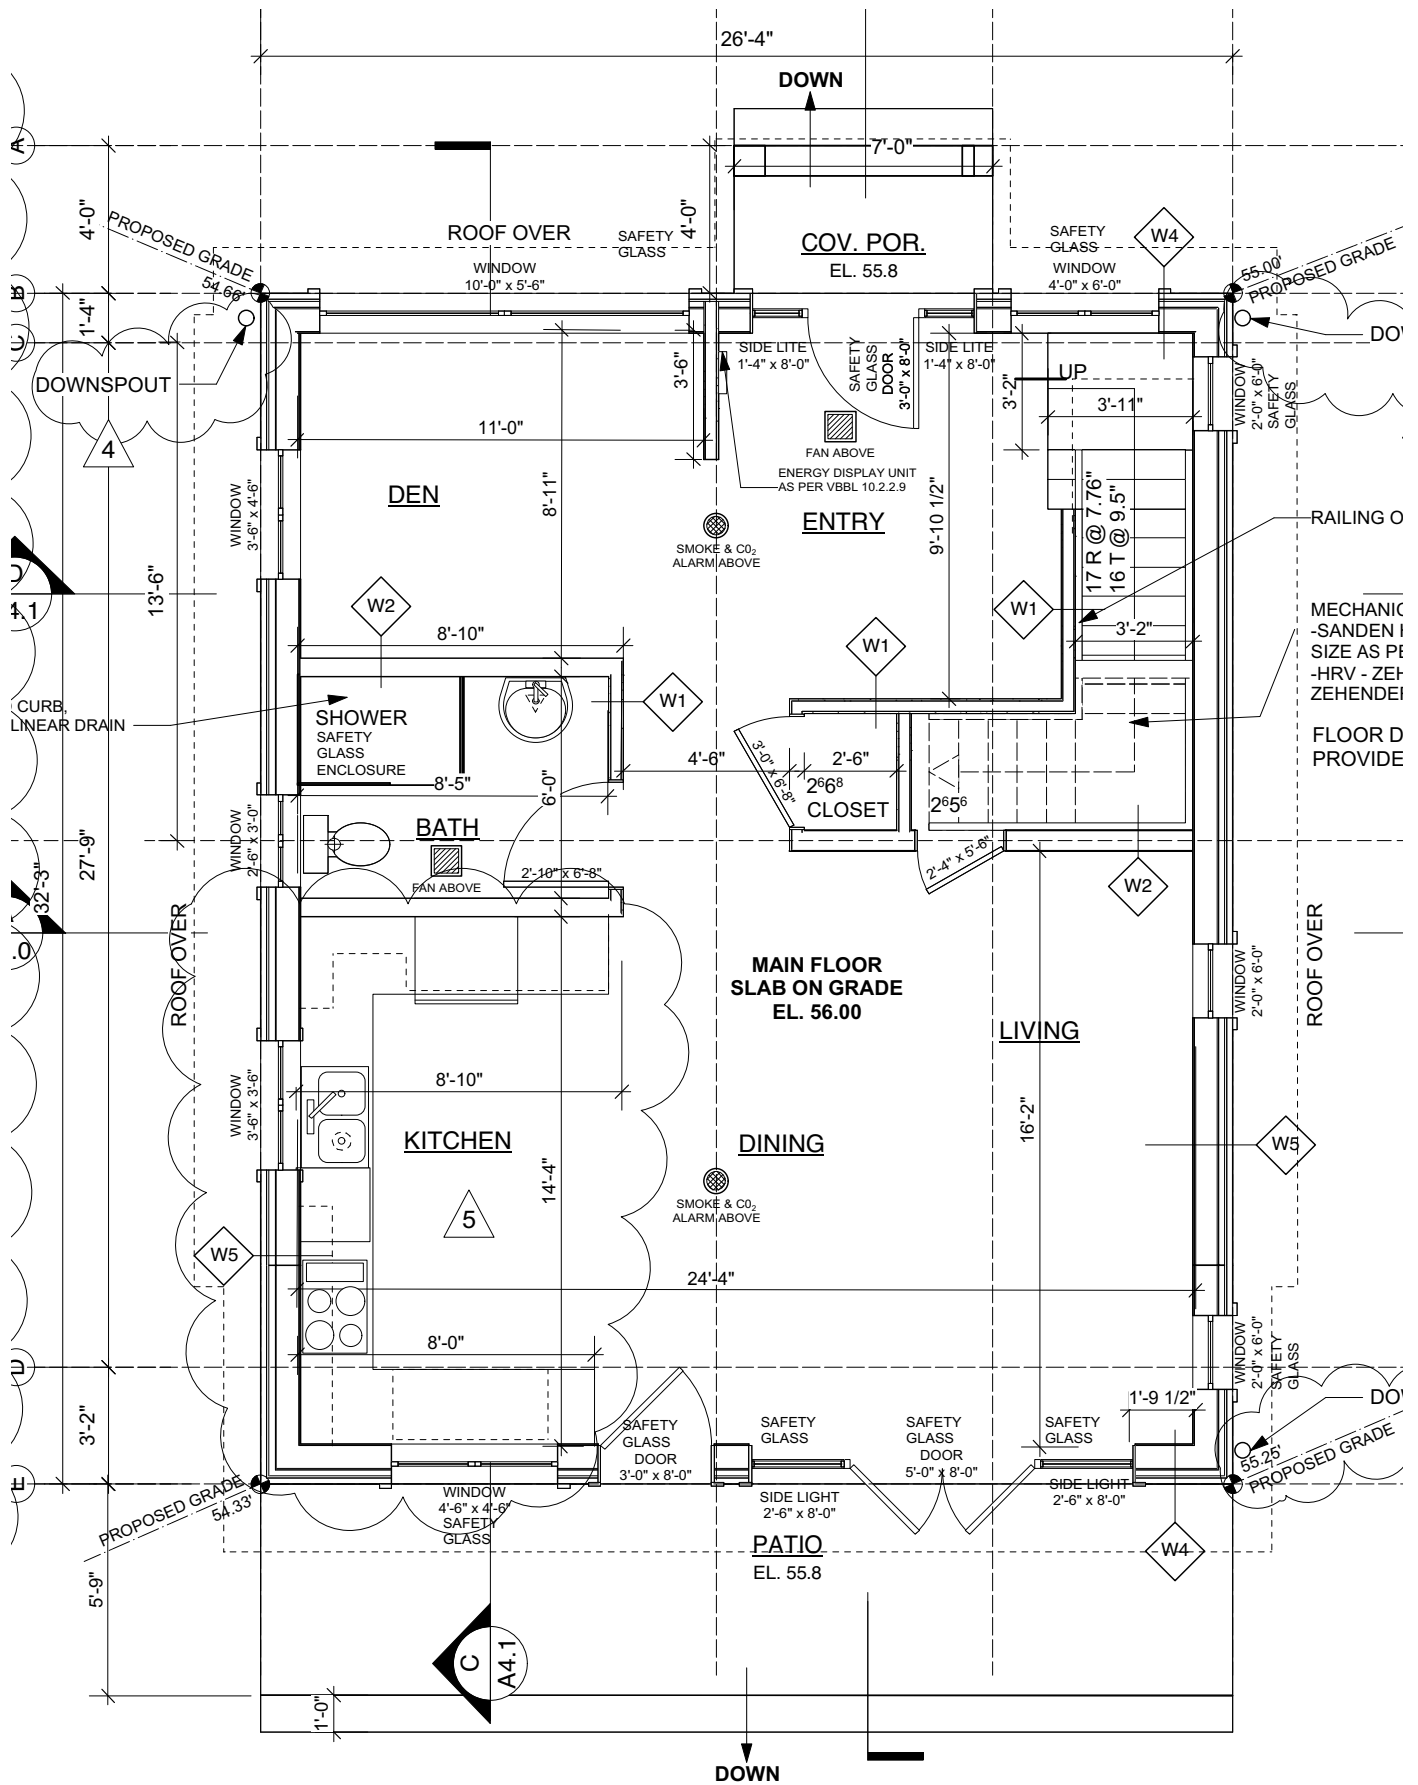 26'-4"
DOWN
A
7'-0"
4'-0"
PROPOSED GRADE
54.66'
ROOF OVER
SAFETY
GLASS
4'-0"
COV. POR.
EL. 55.8
SAFETY
GLASS
W4
55.00'
PROPOSED GRADE
WINDOW
10'-0" x 5'-6"
WINDOW
4'-0" x 6'-0"
B
1'-4"
C
DOWNSPOUT
4
3'-6"
SIDE LITE
1'-4" x 8'-0"
SAFETY
GLASS
DOOR
3'-0" x 8'-0"
SIDE LITE
1'-4" x 8'-0"
3'-2"
UP
3'-11"
WINDOW
2'-0" x 6'-0"
SAFETY
GLASS
DOW
11'-0"
FAN ABOVE
ENERGY DISPLAY UNIT
AS PER VBBL 10.2.2.9
WINDOW
3'-6" x 4'-6"
DEN
8'-11"
SMOKE & C0₂
ALARM ABOVE
ENTRY
9'-10 1/2"
17 R @ 7.76"
16 T @ 9.5"
RAILING O
D
4.1
13'-6"
W2
8'-10"
W1
W1
3'-2"
MECHANIC
-SANDEN H
SIZE AS PE
-HRV - ZEH
ZEHENDER
CURB,
LINEAR DRAIN
SHOWER
SAFETY
GLASS
ENCLOSURE
W1
FLOOR D
PROVIDE
8'-5"
6'-0"
4'-6"
3'-0" x 6'-8"
2'-6"
2⁶6⁸
CLOSET
2⁶5⁶
WINDOW
2'-6" x 3'-0"
BATH
FAN ABOVE
2'-10" x 6'-8"
2'-4" x 5'-6"
W2
27'-9"
32'-3"
.0
ROOF OVER
MAIN FLOOR
SLAB ON GRADE
EL. 56.00
LIVING
WINDOW
2'-0" x 6'-0"
ROOF OVER
WINDOW
3'-6" x 3'-6"
8'-10"
KITCHEN
14'-4"
DINING
16'-2"
W5
5
SMOKE & C0₂
ALARM ABOVE
W5
24'-4"
8'-0"
WINDOW
2'-0" x 6'-0"
SAFETY
GLASS
D
3'-2"
1'-9 1/2"
DOW
SAFETY
GLASS
DOOR
3'-0" x 8'-0"
SAFETY
GLASS
SAFETY
GLASS
DOOR
5'-0" x 8'-0"
SAFETY
GLASS
55.25'
PROPOSED GRADE
E
PROPOSED GRADE
54.33'
WINDOW
4'-6" x 4'-6"
SAFETY
GLASS
SIDE LIGHT
2'-6" x 8'-0"
SIDE LIGHT
2'-6" x 8'-0"
PATIO
EL. 55.8
W4
5'-9"
C
A4.1
1'-0"
DOWN